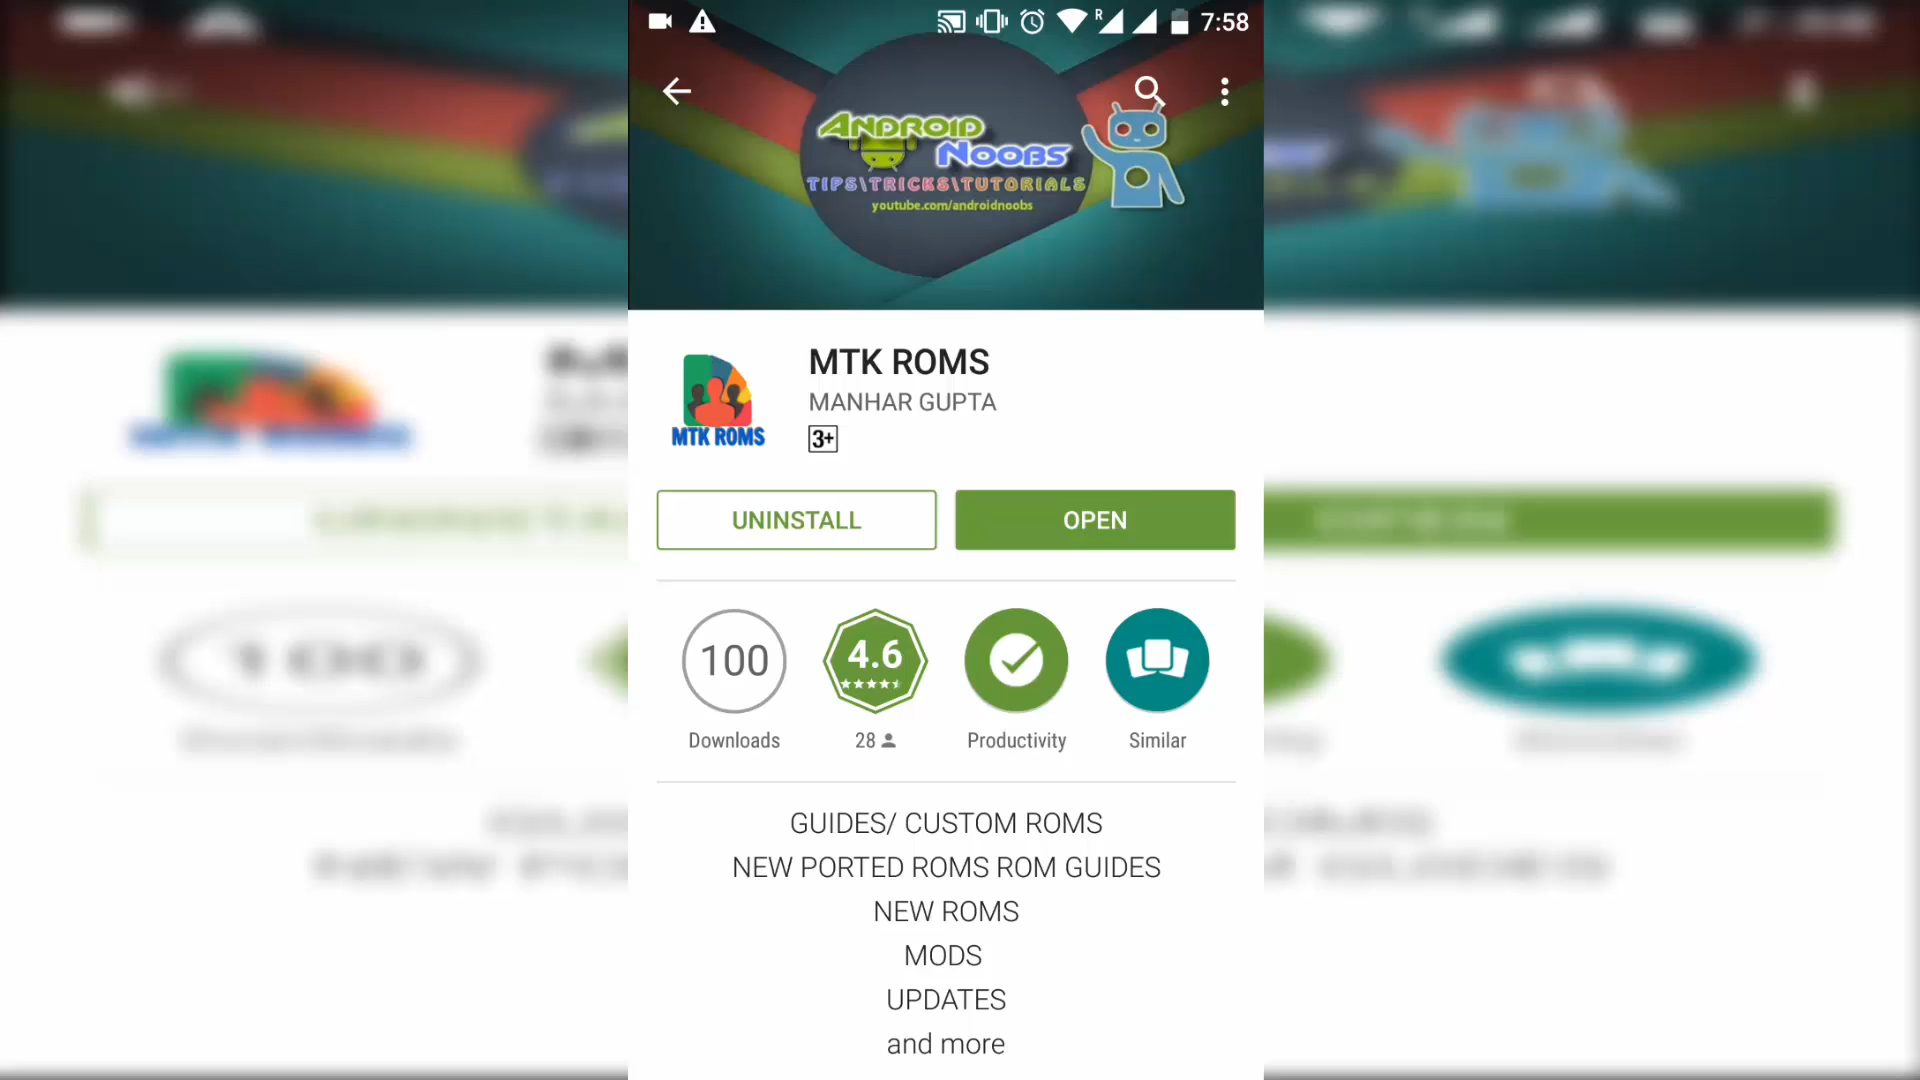 R 7:58
ANDROID
NOOBS
TIPS\TRICKS\TUTORIALS
youtube.com/androidnoobs
MTK ROMS
MANHAR GUPTA
MTK ROMS
3+
UNINSTALL
OPEN
100
4.6
Downloads
28
Productivity
Similar
GUIDES/ CUSTOM ROMS
NEW PORTED ROMS ROM GUIDES
NEW ROMS
MODS
UPDATES
and more